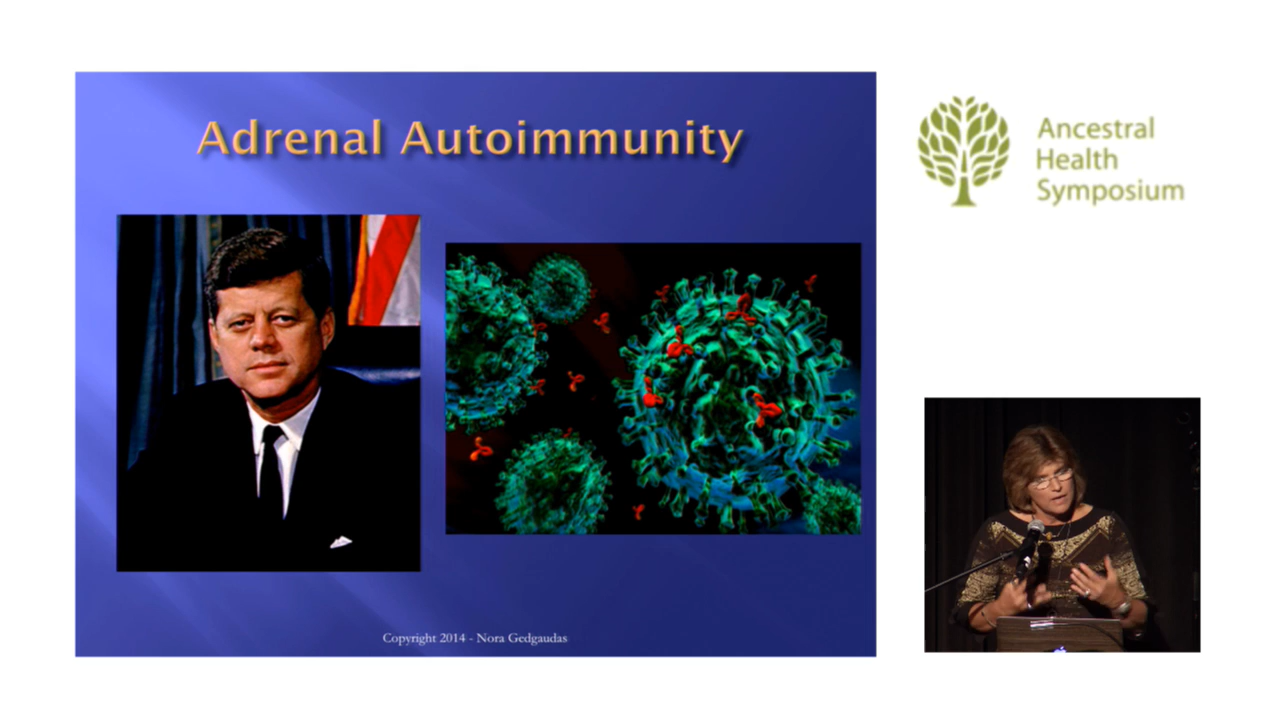 Adrenal Autoimmunity
Ancestral
Health
Symposium
Copyright 2014 - Nora Gedgaudas